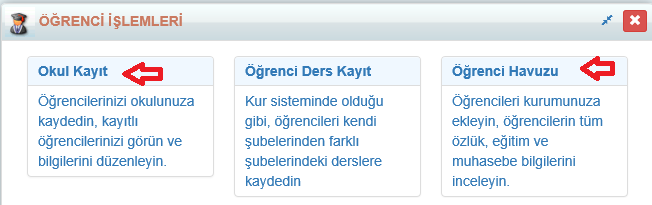 ÖĞRENCİ İŞLEMLERİ
Okul Kayıt
Öğrencilerinizi okulunuza
kaydedin, kayıtlı
öğrencilerinizi görün ve
bilgilerini düzenleyin.
Öğrenci Ders Kayıt
Kur sisteminde olduğu
gibi, öğrencileri kendi
şubelerinden farklı
şubelerindeki derslere
kaydedin
Öğrenci Havuzu
Öğrencileri kurumunuza
ekleyin, öğrencilerin tüm
özlük, eğitim ve
muhasebe bilgilerini
inceleyin.